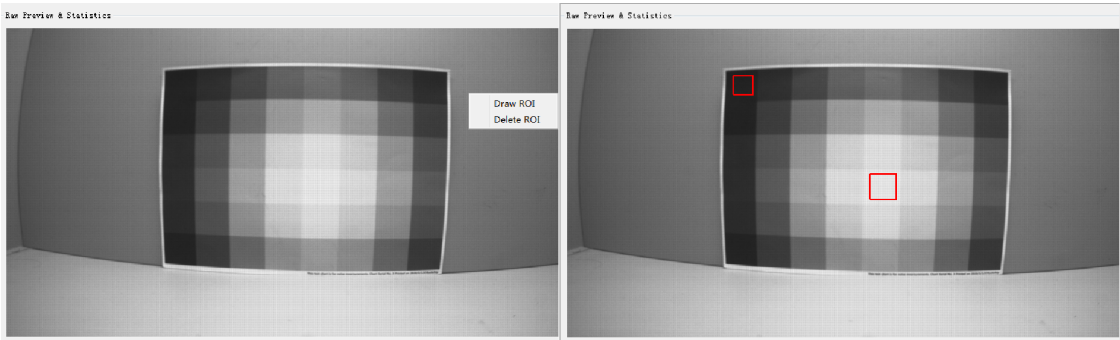 Raw Preview & Statistics
Draw ROI
Delete ROI
Raw Preview & Statistics